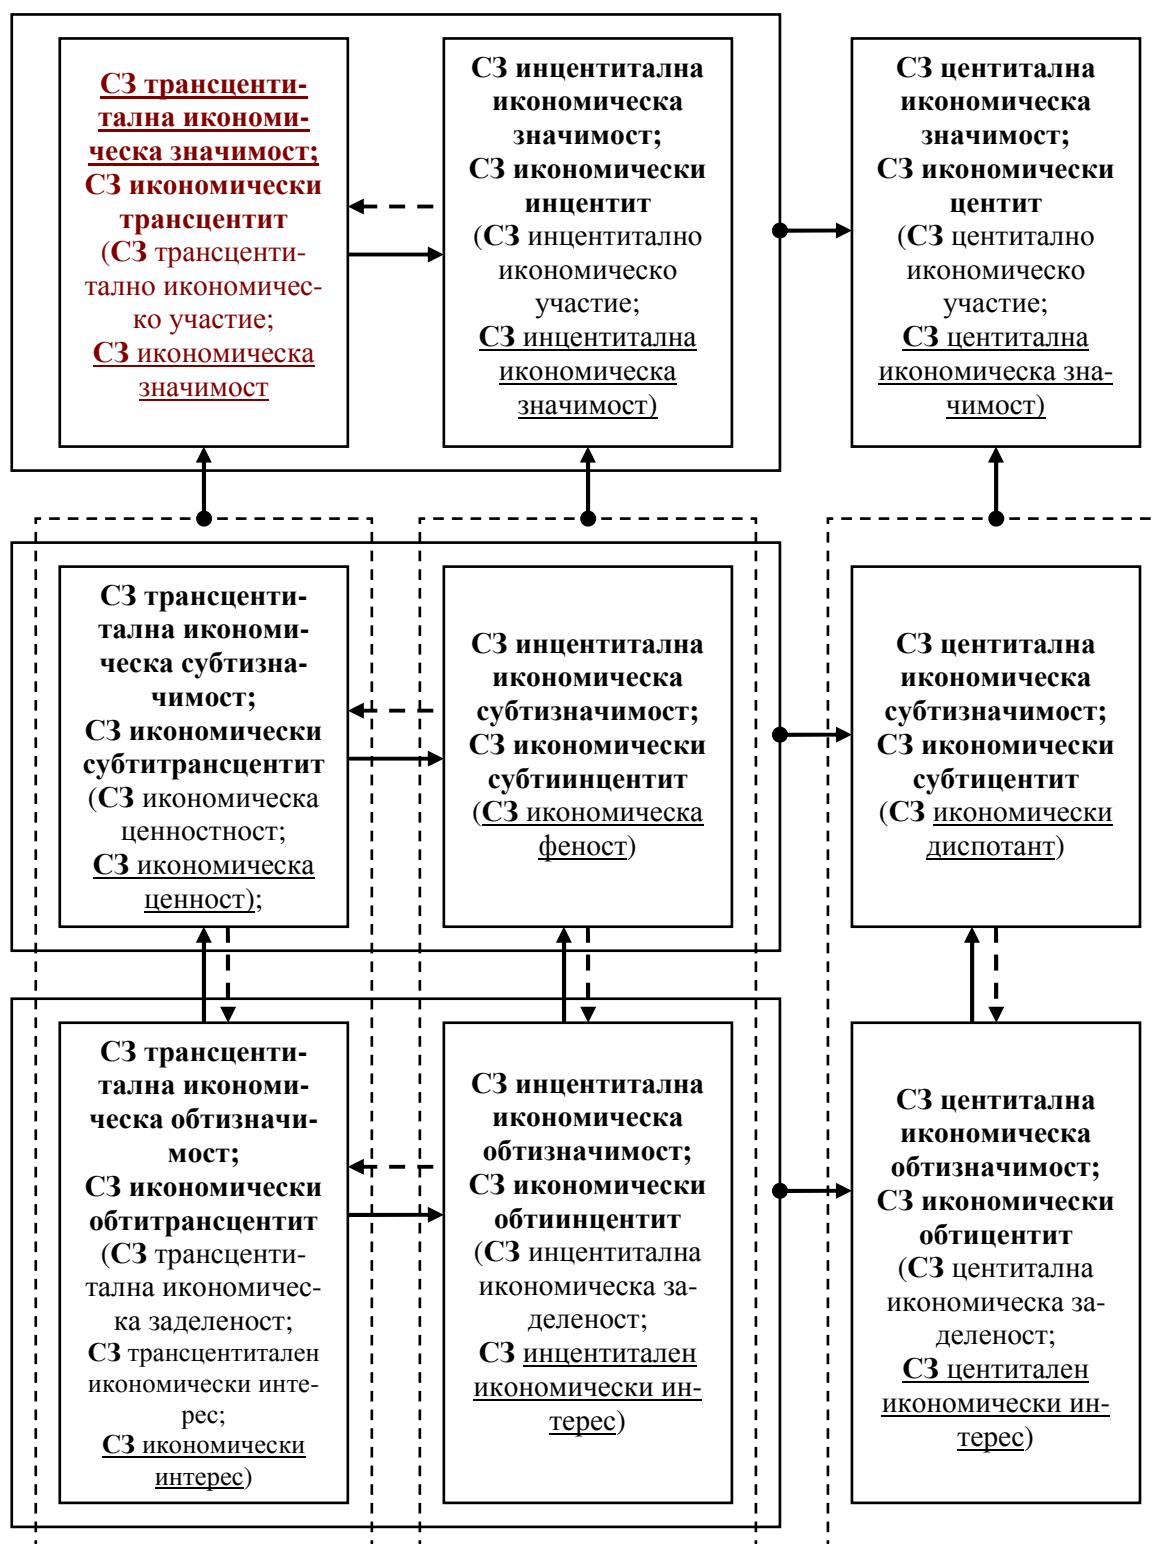 СЗ трансценти-
тална икономи-
ческа значимост;
СЗ икономически
трансцентит
(СЗ трансценти-
тално икономичес-
ко участие;
СЗ икономическа
значимост
СЗ инцентитална
икономическа
значимост;
СЗ икономически
инцентит
(СЗ инцентитално
икономическо
участие;
СЗ инцентитална
икономическа
значимост)
СЗ центитална
икономическа
значимост;
СЗ икономически
центит
(СЗ центитално
икономическо
участие;
СЗ центитална
икономическа зна-
чимост)
СЗ трансценти-
тална икономи-
ческа субтизна-
чимост;
СЗ икономически
субтитрансцентит
(СЗ икономическа
ценностност;
СЗ икономическа
ценност);
СЗ инцентитална
икономическа
субтизначимост;
СЗ икономически
субтиинцентит
(СЗ икономическа
феност)
СЗ центитална
икономическа
субтизначимост;
СЗ икономически
субтицентит
(СЗ икономически
диспотант)
СЗ трансценти-
тална икономи-
ческа обтизначи-
мост;
СЗ икономически
обтитрансцентит
(СЗ трансценти-
тална икономичес-
ка заделеност;
СЗ трансцентитален
икономически инте-
рес;
СЗ икономически
интерес)
СЗ инцентитална
икономическа
обтизначимост;
СЗ икономически
обтиинцентит
(СЗ инцентитална
икономическа за-
деленост;
СЗ инцентитален
икономически ин-
терес)
СЗ центитална
икономическа
обтизначимост;
СЗ икономически
обтицентит
(СЗ центитална
икономическа за-
деленост;
СЗ центитален
икономически ин-
терес)